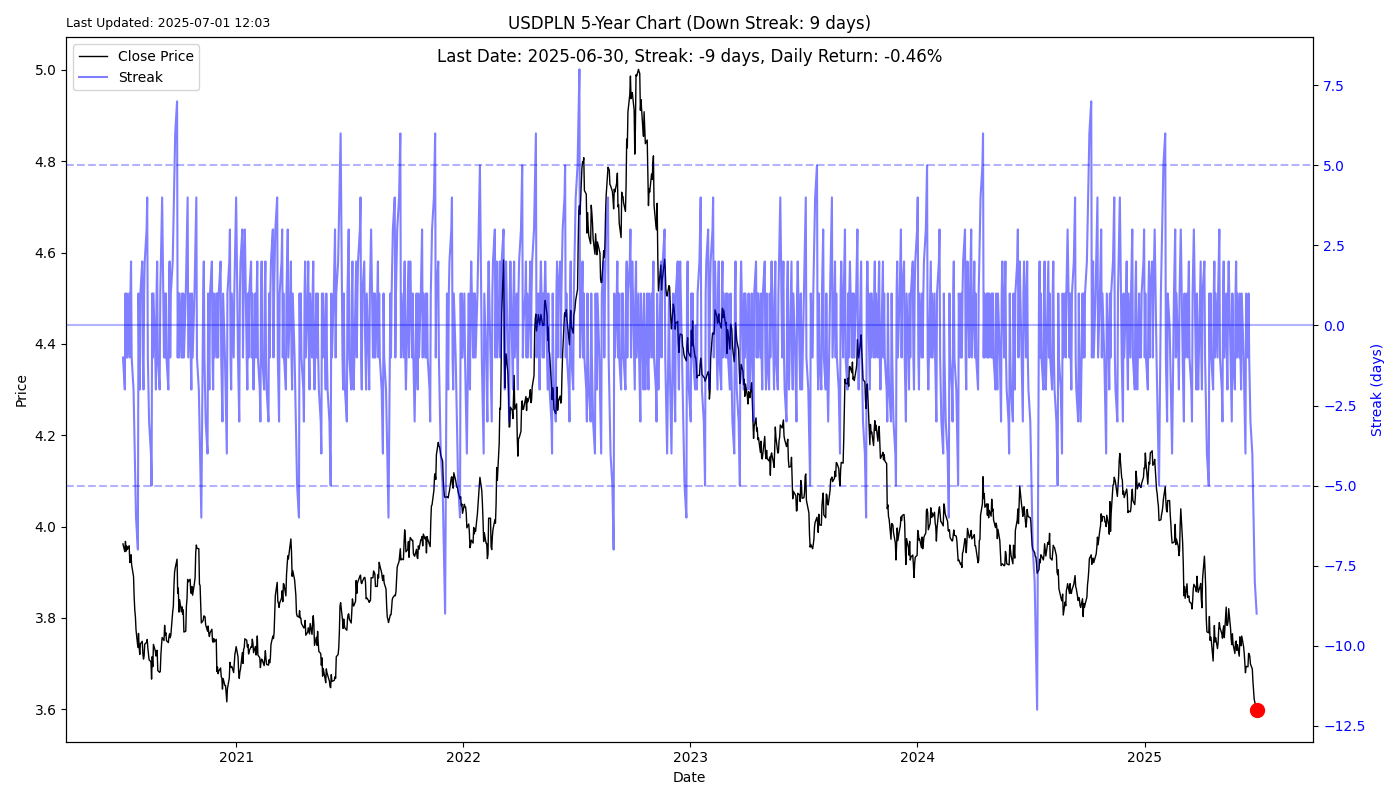 Last Updated: 2025-07-01 12:03
USDPLN 5-Year Chart (Down Streak: 9 days)
Last Date: 2025-06-30, Streak: -9 days, Daily Return: -0.46%
Close Price
Streak
Price
5.0
4.8
4.6
4.4
4.2
4.0
3.8
3.6
7.5
5.0
2.5
0.0
−2.5
−5.0
−7.5
−10.0
−12.5
Streak (days)
2021
2022
2023
2024
2025
Date